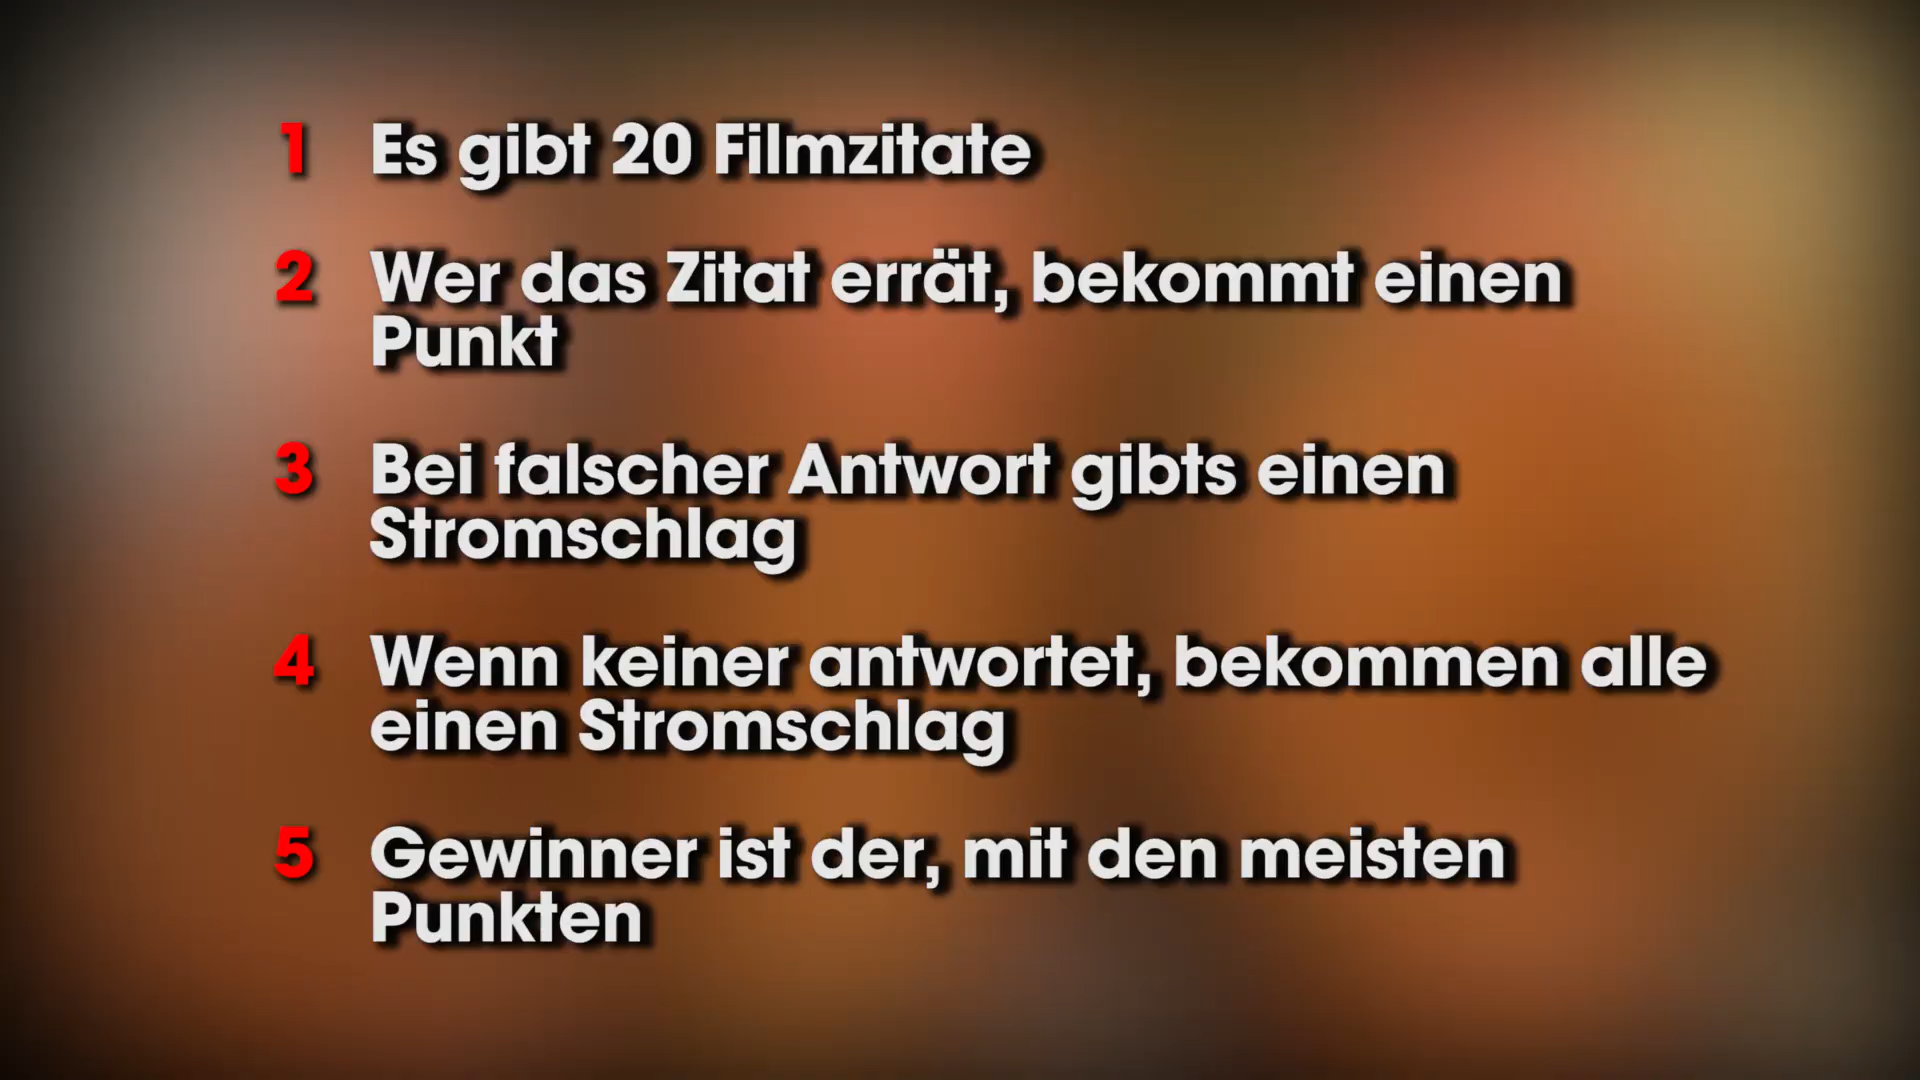 1 Es gibt 20 Filmzitate
2 Wer das Zitat errät, bekommt einen
Punkt
3 Bei falscher Antwort gibts einen
Stromschlag
4 Wenn keiner antwortet, bekommen alle
einen Stromschlag
5 Gewinner ist der, mit den meisten
Punkten